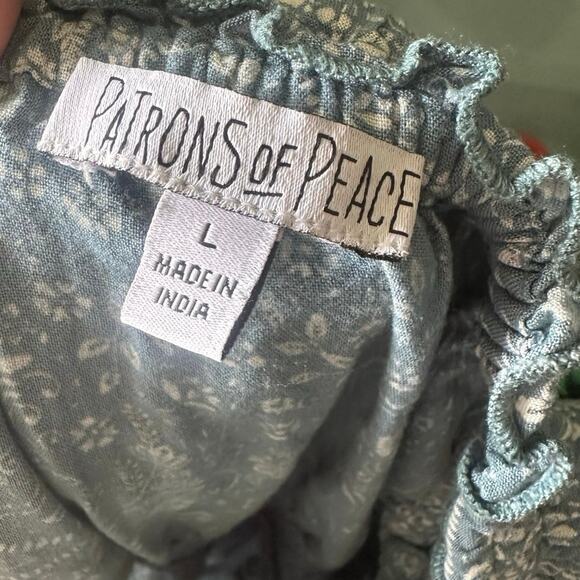 PATRONS OF PEACE
L
MADE IN
INDIA